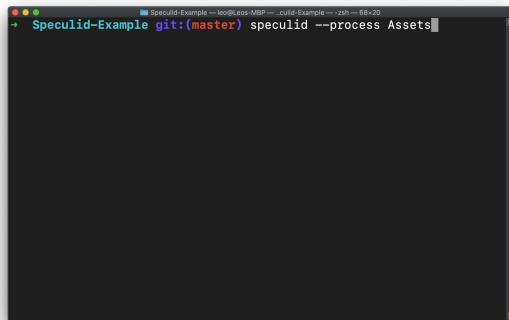 Speculid-Example — leo@Leos-MBP — ..culid-Example — -zsh — 68×20
➜ Speculid-Example git:(master) speculid --process Assets